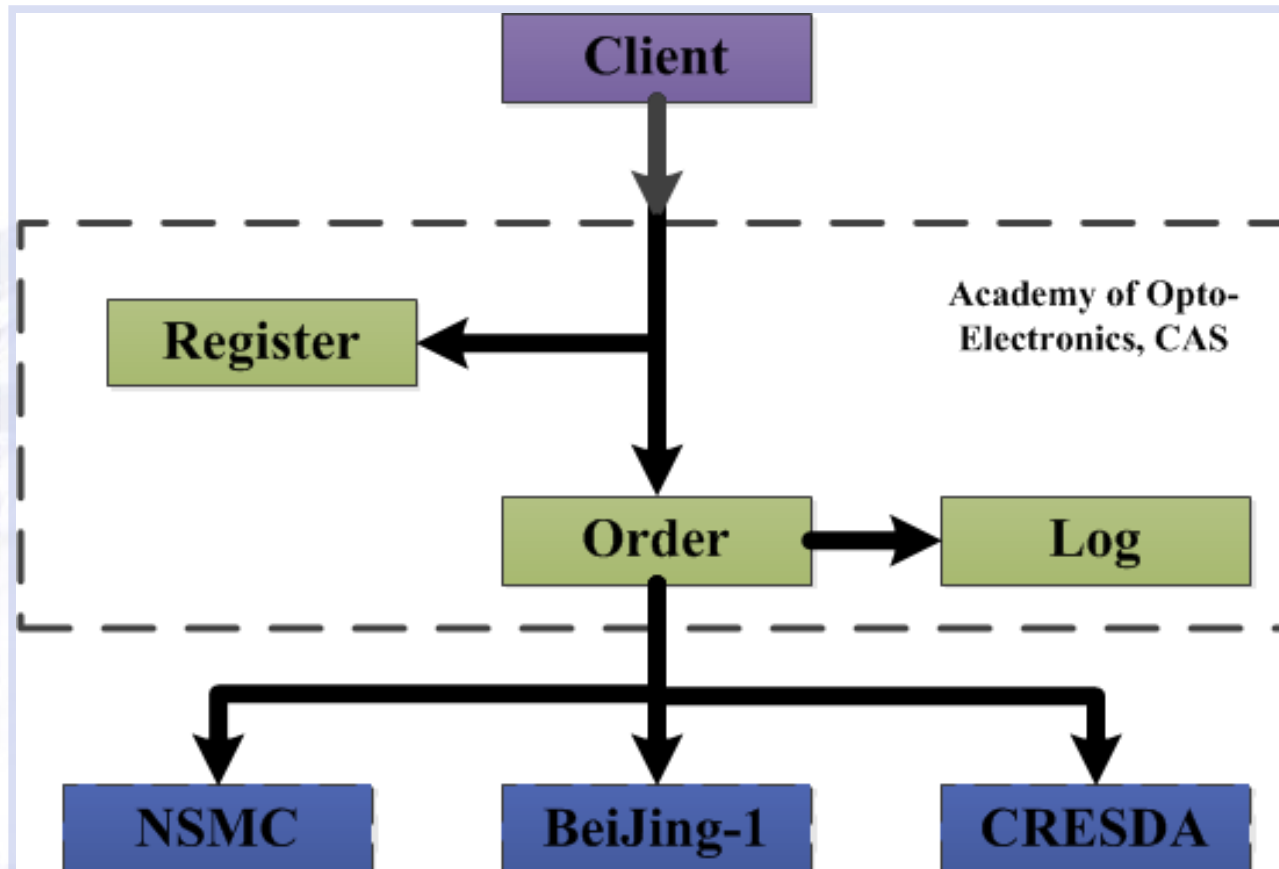 Client
Academy of Opto-
Electronics, CAS
Register
Order
Log
NSMC
BeiJing-1
CRESDA